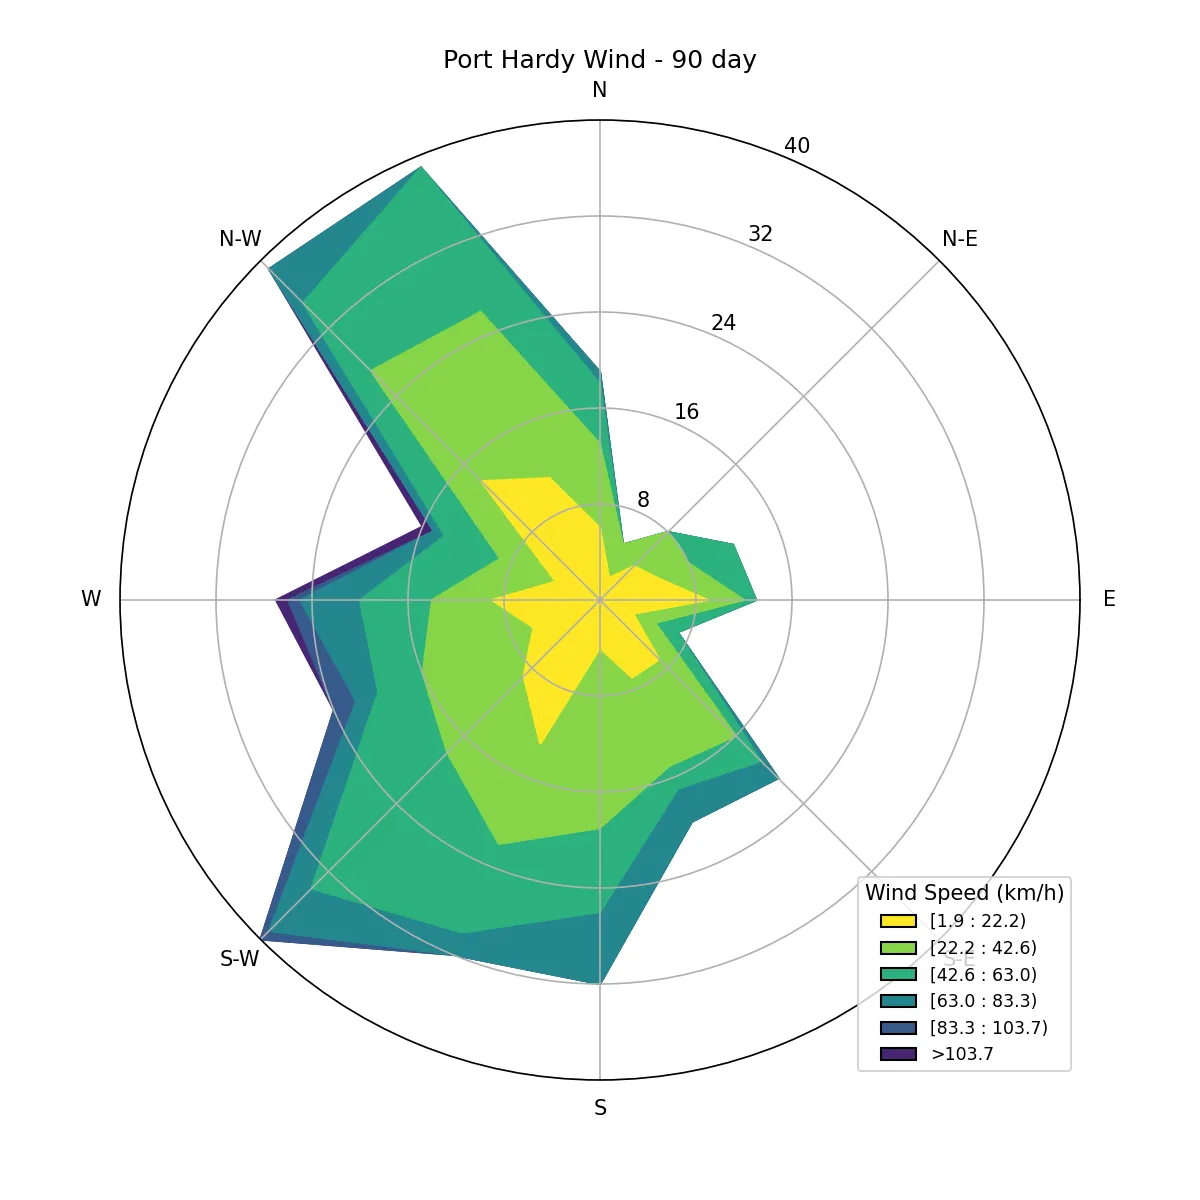 Port Hardy Wind - 90 day
N
40
N-W
N-E
32
24
16
8
W
E
S-W
S-E
Wind Speed (km/h)
[1.9 : 22.2)
[22.2 : 42.6)
[42.6 : 63.0)
[63.0 : 83.3)
[83.3 : 103.7)
>103.7
S